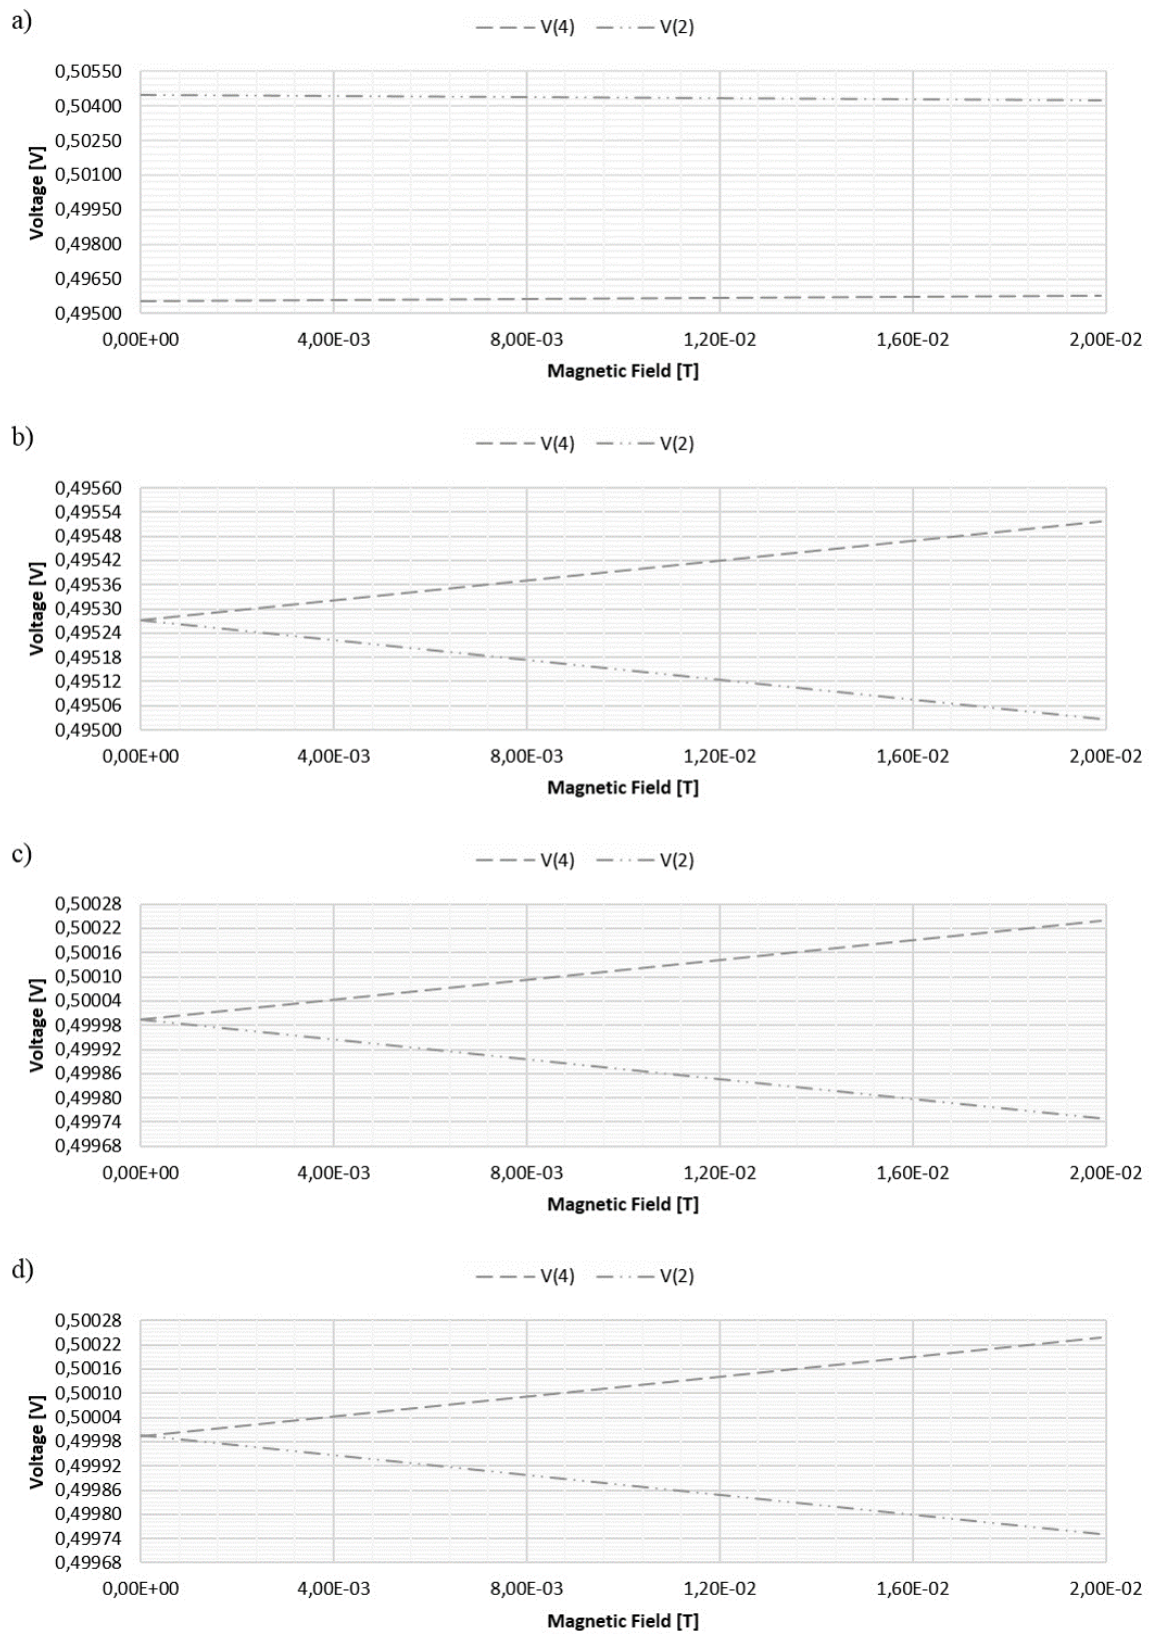 a)
V(4) V(2)
0,50550
0,50400
0,50250
0,50100
0,49950
0,49800
0,49650
0,49500
Voltage [V]
0,00E+00 4,00E-03 8,00E-03 1,20E-02 1,60E-02 2,00E-02
Magnetic Field [T]
b)
V(4) V(2)
0,49560
0,49554
0,49548
0,49542
0,49536
0,49530
0,49524
0,49518
0,49512
0,49506
0,49500
Voltage [V]
0,00E+00 4,00E-03 8,00E-03 1,20E-02 1,60E-02 2,00E-02
Magnetic Field [T]
c)
V(4) V(2)
0,50028
0,50022
0,50016
0,50010
0,50004
0,49998
0,49992
0,49986
0,49980
0,49974
0,49968
Voltage [V]
0,00E+00 4,00E-03 8,00E-03 1,20E-02 1,60E-02 2,00E-02
Magnetic Field [T]
d)
V(4) V(2)
0,50028
0,50022
0,50016
0,50010
0,50004
0,49998
0,49992
0,49986
0,49980
0,49974
0,49968
Voltage [V]
0,00E+00 4,00E-03 8,00E-03 1,20E-02 1,60E-02 2,00E-02
Magnetic Field [T]